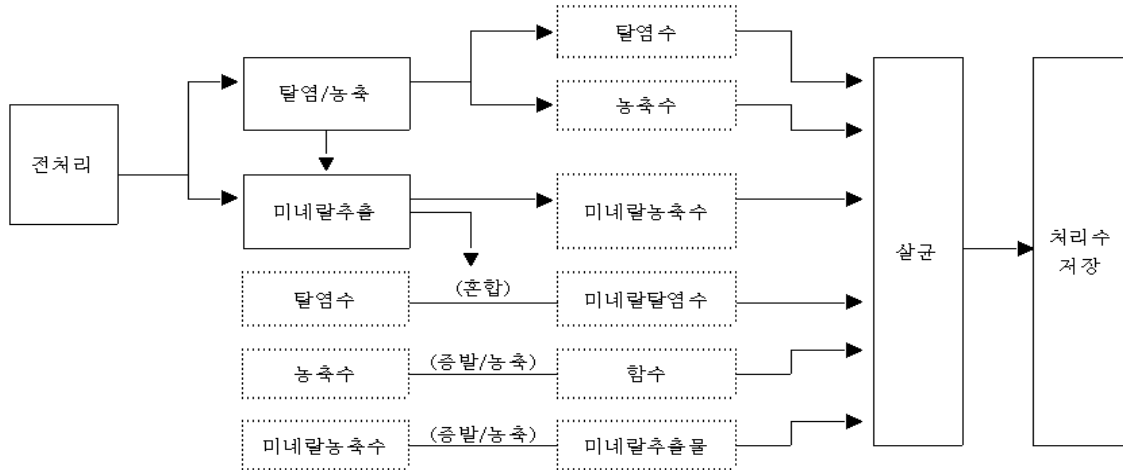 탈염수
탈염/농축
농축수
전처리
미네랄추출
미네랄농축수
살균
처리수
저장
(혼합)
탈염수
미네랄탈염수
농축수
(증발/농축)
함수
미네랄농축수
(증발/농축)
미네랄추출물